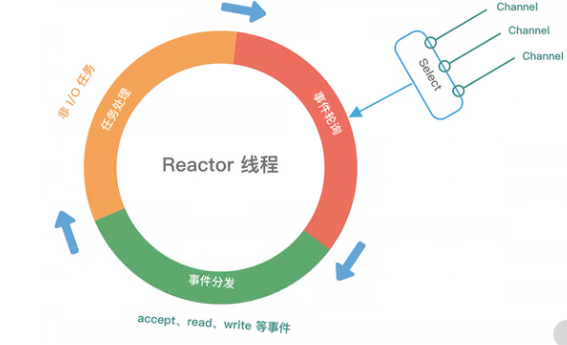 Channel
Channel
Channel
Select
事件轮询
任务处理
非 I/O 任务
Reactor 线程
事件分发
accept、read、write 等事件